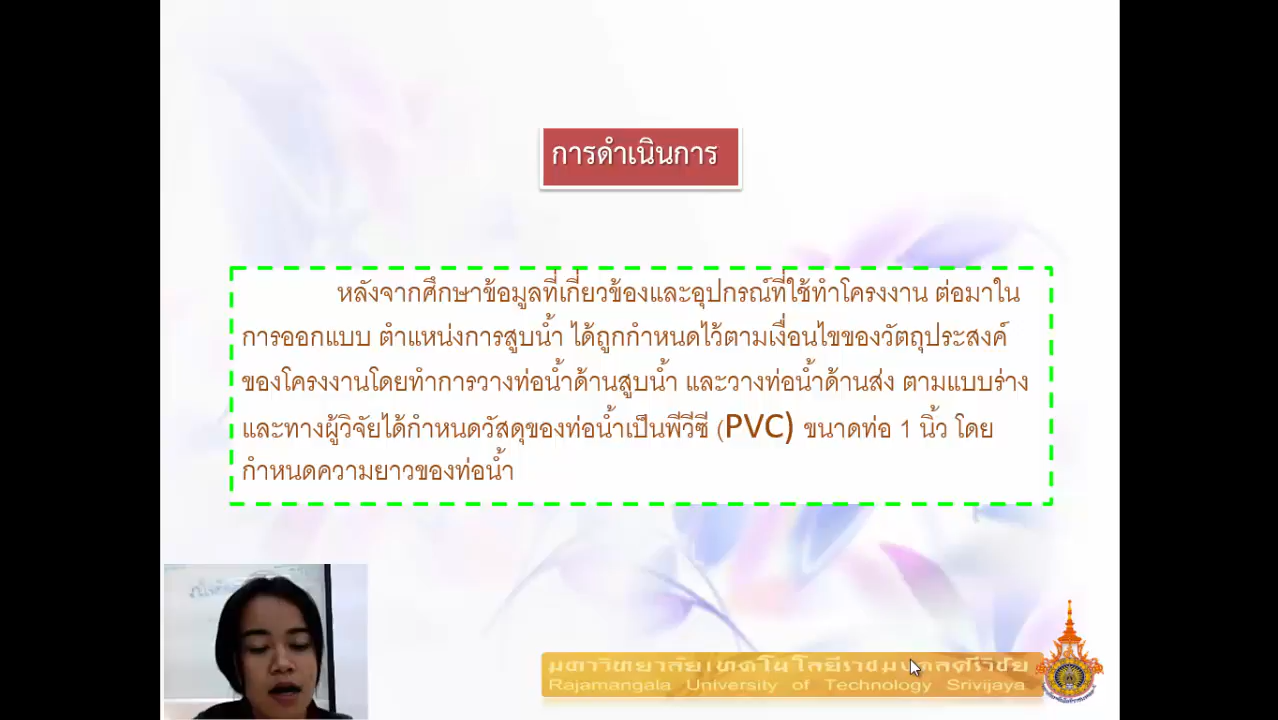 การดำเนินการ
หลังจากศึกษาข้อมูลที่เกี่ยวข้องและอุปกรณ์ที่ใช้ทำโครงงาน ต่อมาใน
การออกแบบ ตำแหน่งการสูบน้ำ ได้ถูกกำหนดไว้ตามเงื่อนไขของวัตถุประสงค์
ของโครงงานโดยทำการวางท่อน้ำด้านสูบน้ำ และวางท่อน้ำด้านส่ง ตามแบบร่าง
และทางผู้วิจัยได้กำหนดวัสดุของท่อน้ำเป็นพีวีซี (PVC) ขนาดท่อ 1 นิ้ว โดย
กำหนดความยาวของท่อน้ำ
มหาวิทยาลัยเทคโนโลยีราชมงคลศรีวิชัย
Rajamangala University of Technology Srivijaya